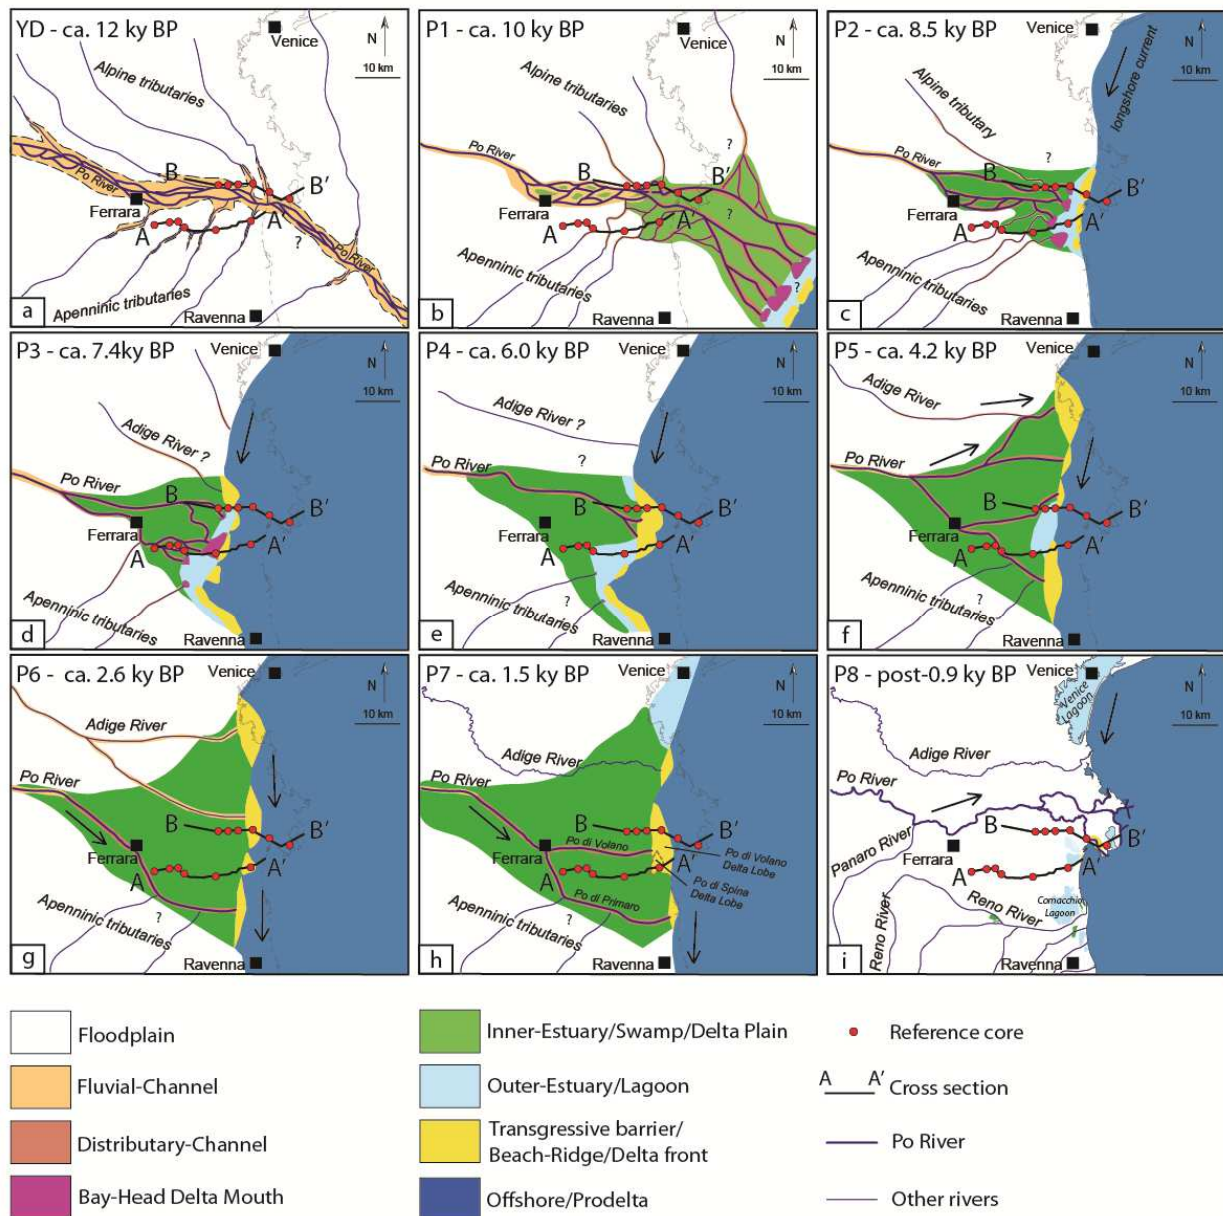 YD - ca. 12 ky BP
Venice
N
10 km
Alpine tributaries
Po River
B
B'
Ferrara
A
A'
?
Po River
Apenninic tributaries
Ravenna
a
P1 - ca. 10 ky BP
Venice
N
10 km
Alpine tributaries
?
Po River
B
B'
Ferrara
?
A
A'
Apenninic tributaries
?
Ravenna
b
P2 - ca. 8.5 ky BP
Venice
N
10 km
longshore current
Alpine tributary
?
Po River
B
B'
Ferrara
A
A'
Apenninic tributaries
Ravenna
c
P3 - ca. 7.4ky BP
Venice
N
10 km
Adige River ?
Po River
B
B'
Ferrara
A
A'
?
Apenninic tributaries
Ravenna
d
P4 - ca. 6.0 ky BP
Venice
N
10 km
Adige River ?
?
Po River
B
B'
Ferrara
A
A'
Apenninic tributaries
?
?
Ravenna
e
P5 - ca. 4.2 ky BP
Venice
N
10 km
Adige River
Po River
B
B'
Ferrara
A
A'
?
Apenninic tributaries
Ravenna
f
P6 - ca. 2.6 ky BP
Venice
N
10 km
Adige River
Po River
B
B'
Ferrara
A
A'
Apenninic tributaries
?
Ravenna
g
P7 - ca. 1.5 ky BP
Venice
N
10 km
Adige River
Po River
B
B'
Ferrara
Po di Volano
A
A'
Po di Volano
Delta Lobe
Po di Spina
Delta Lobe
Po di Primaro
Apenninic tributaries
?
Ravenna
h
P8 - post-0.9 ky BP
Venice
N
10 km
Venice
Lagoon
Adige River
Po River
Panaro River
B
B'
Ferrara
A
A'
Reno River
Reno River
Comacchio
Lagoon
Ravenna
i
Floodplain
Fluvial-Channel
Distributary-Channel
Bay-Head Delta Mouth
Inner-Estuary/Swamp/Delta Plain
Outer-Estuary/Lagoon
Transgressive barrier/
Beach-Ridge/Delta front
Offshore/Prodelta
Reference core
A A' Cross section
Po River
Other rivers